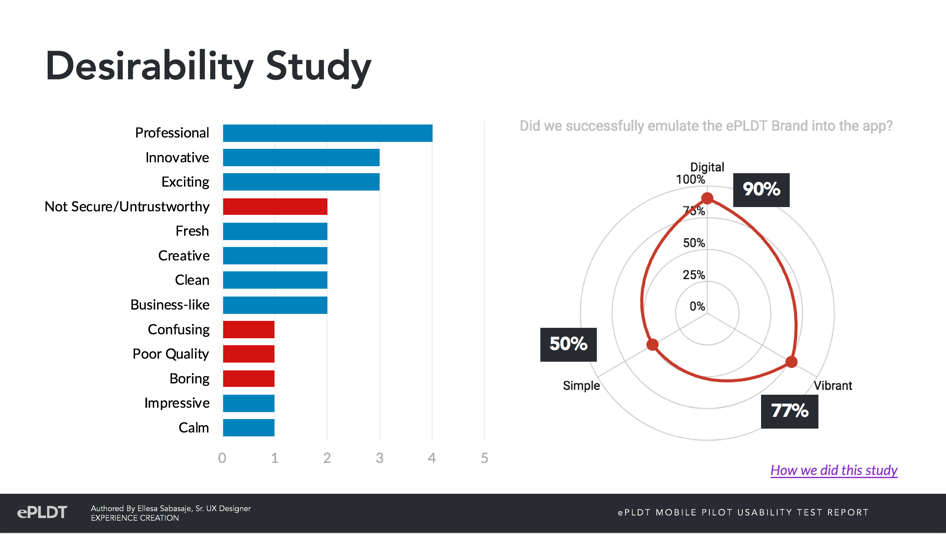 Desirability Study
Professional
Innovative
Exciting
Not Secure/Untrustworthy
Fresh
Creative
Clean
Business-like
Confusing
Poor Quality
Boring
Impressive
Calm
0 1 2 3 4 5
Did we successfully emulate the ePLDT Brand into the app?
Digital
100%
90%
75%
50%
25%
0%
50%
Simple
Vibrant
77%
How we did this study
ePLDT
Authored By Ellesa Sabasaje, Sr. UX Designer
EXPERIENCE CREATION
ePLDT MOBILE PILOT USABILITY TEST REPORT